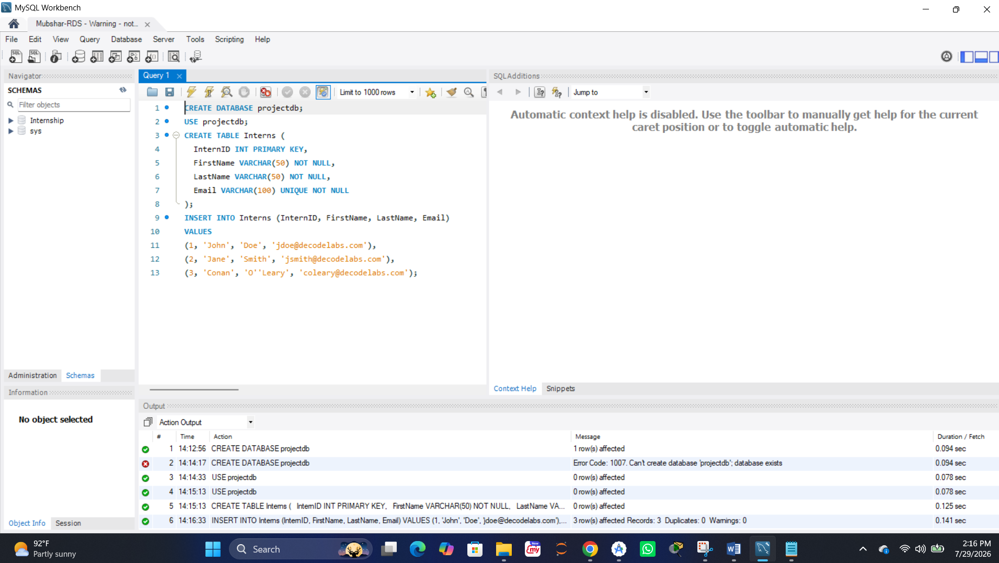 MySQL Workbench
Mubshar-RDS - Warning - not...
File Edit View Query Database Server Tools Scripting Help
Navigator
SCHEMAS
Filter objects
Internship
sys
Administration Schemas
Information
No object selected
Object Info Session
Query 1
Limit to 1000 rows
1 CREATE DATABASE projectdb;
2 USE projectdb;
3 CREATE TABLE Interns (
4 InternID INT PRIMARY KEY,
5 FirstName VARCHAR(50) NOT NULL,
6 LastName VARCHAR(50) NOT NULL,
7 Email VARCHAR(100) UNIQUE NOT NULL
8 );
9 INSERT INTO Interns (InternID, FirstName, LastName, Email)
10 VALUES
11 (1, 'John', 'Doe', 'jdoe@decodelabs.com'),
12 (2, 'Jane', 'Smith', 'jsmith@decodelabs.com'),
13 (3, 'Conan', 'O''Leary', 'coleary@decodelabs.com');
SQLAdditions
Jump to
Automatic context help is disabled. Use the toolbar to manually get help for the current
caret position or to toggle automatic help.
Context Help Snippets
Output
Action Output
# Time Action Message Duration / Fetch
1 14:12:56 CREATE DATABASE projectdb 1 row(s) affected 0.094 sec
2 14:14:17 CREATE DATABASE projectdb Error Code: 1007. Can't create database 'projectdb'; database exists 0.094 sec
3 14:14:33 USE projectdb 0 row(s) affected 0.078 sec
4 14:15:13 USE projectdb 0 row(s) affected 0.078 sec
5 14:15:13 CREATE TABLE Interns ( InternID INT PRIMARY KEY, FirstName VARCHAR(50) NOT NULL, LastName VA... 0 row(s) affected 0.125 sec
6 14:16:33 INSERT INTO Interns (InternID, FirstName, LastName, Email) VALUES (1, 'John', 'Doe', 'jdoe@decodelabs.com'),... 3 row(s) affected Records: 3 Duplicates: 0 Warnings: 0 0.141 sec
92°F
Partly sunny
Search
New
my
2:16 PM
7/29/2026